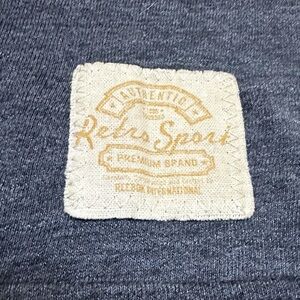 AUTHENTIC
Retro Sport
PREMIUM BRAND
REEBOK INTERNATIONAL